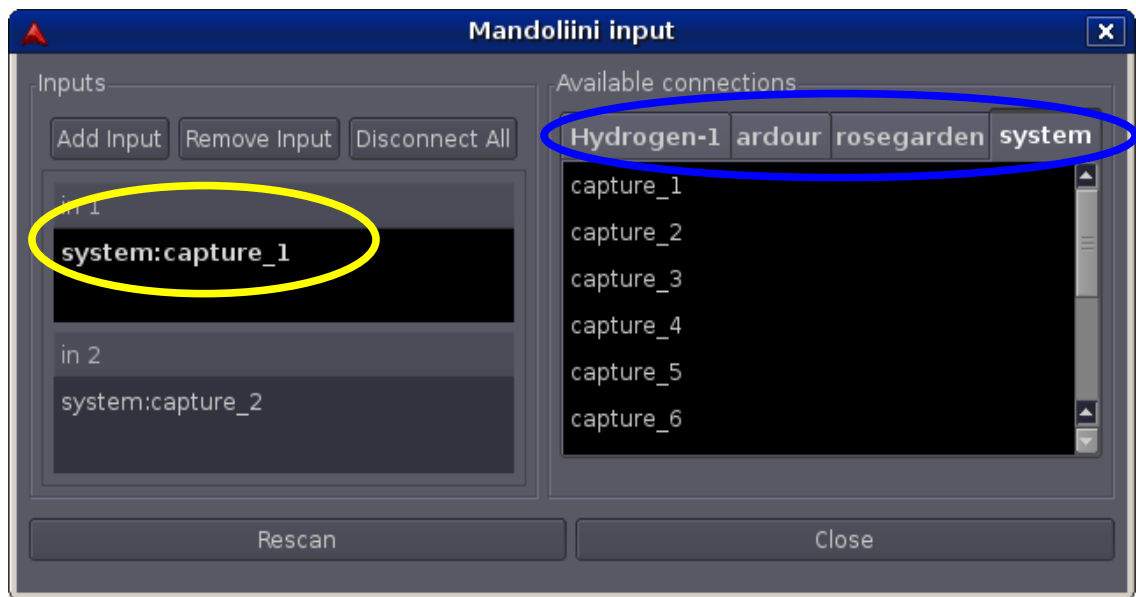 Mandoliini input
Inputs
Add Input Remove Input Disconnect All
in 1
system:capture_1
in 2
system:capture_2
Available connections
Hydrogen-1 ardour rosegarden system
capture_1
capture_2
capture_3
capture_4
capture_5
capture_6
Rescan
Close